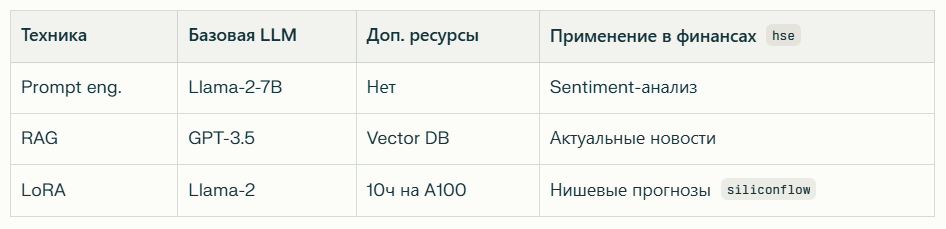 Техника Базовая LLM Доп. ресурсы Применение в финансах hse
Prompt eng. Llama-2-7B Нет Sentiment-анализ
RAG GPT-3.5 Vector DB Актуальные новости
LoRA Llama-2 10ч на A100 Нишевые прогнозы siliconflow